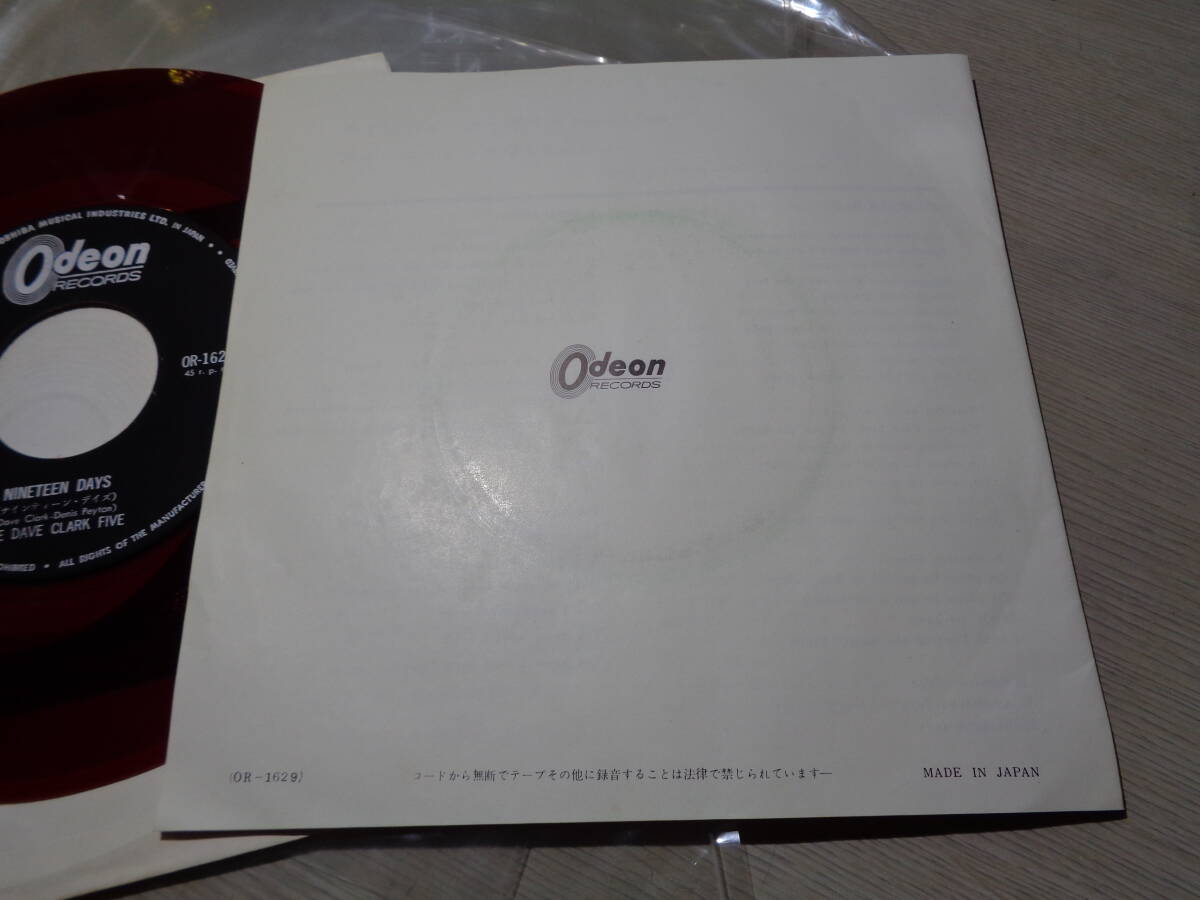 OSHIBA MUSICAL INDUSTRIES LTD. IN JAPAN
Odeon
RECORDS
OR-162
45 r. p.
NINETEEN DAYS
ナインティーン・デイズ)
Dave Clark-Denis Peyton)
E DAVE CLARK FIVE
OHIBITED • ALL RIGHTS OF THE MANUFACTURER
Odeon
RECORDS
(OR-1629)
コードから無断でテープその他に録音することは法律で禁じられています—
MADE IN JAPAN